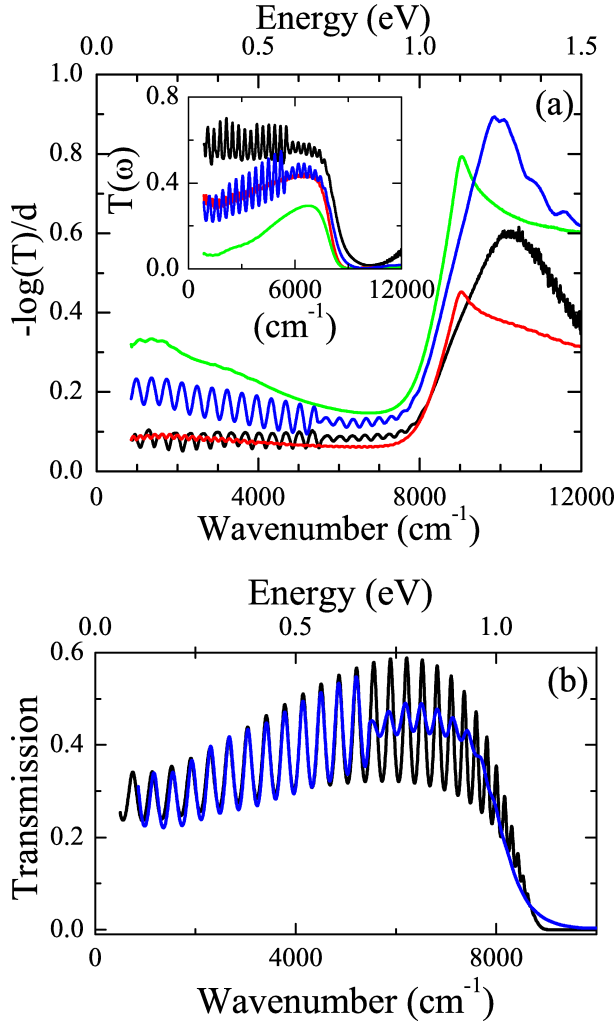 Energy (eV)
0.0 0.5 1.0 1.5
1.0
0.8
0.6
0.4
0.2
0.0
-log(T)/d
(a)
0.8
0.4
0.0
T(ω)
0 6000 12000
(cm-1)
0 4000 8000 12000
Wavenumber (cm-1)
Energy (eV)
0.0 0.5 1.0
0.6
0.4
0.2
0.0
Transmission
(b)
0 4000 8000
Wavenumber (cm-1)